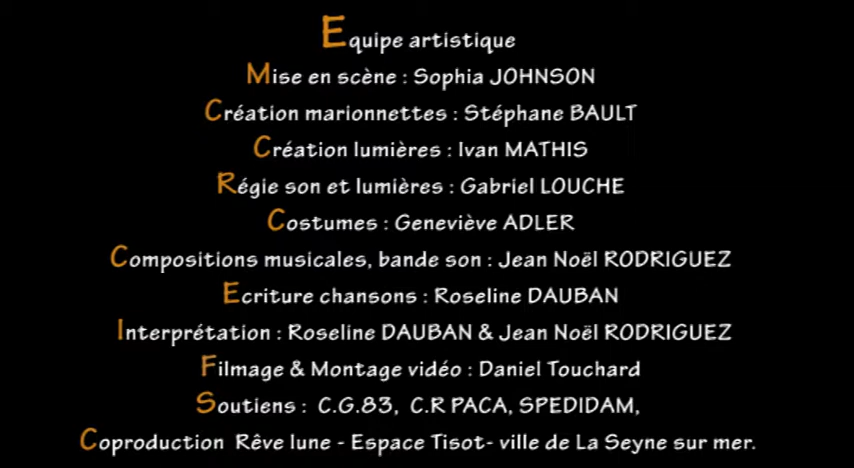 Equipe artistique
Mise en scène : Sophia JOHNSON
Création marionnettes : Stéphane BAULT
Création lumières : Ivan MATHIS
Régie son et lumières : Gabriel LOUCHE
Costumes : Geneviève ADLER
Compositions musicales, bande son : Jean Noël RODRIGUEZ
Ecriture chansons : Roseline DAUBAN
Interprétation : Roseline DAUBAN & Jean Noël RODRIGUEZ
Filmage & Montage vidéo : Daniel Touchard
Soutiens : C.G.83, C.R PACA, SPEDIDAM,
Coproduction Rêve lune - Espace Tisot- ville de La Seyne sur mer.